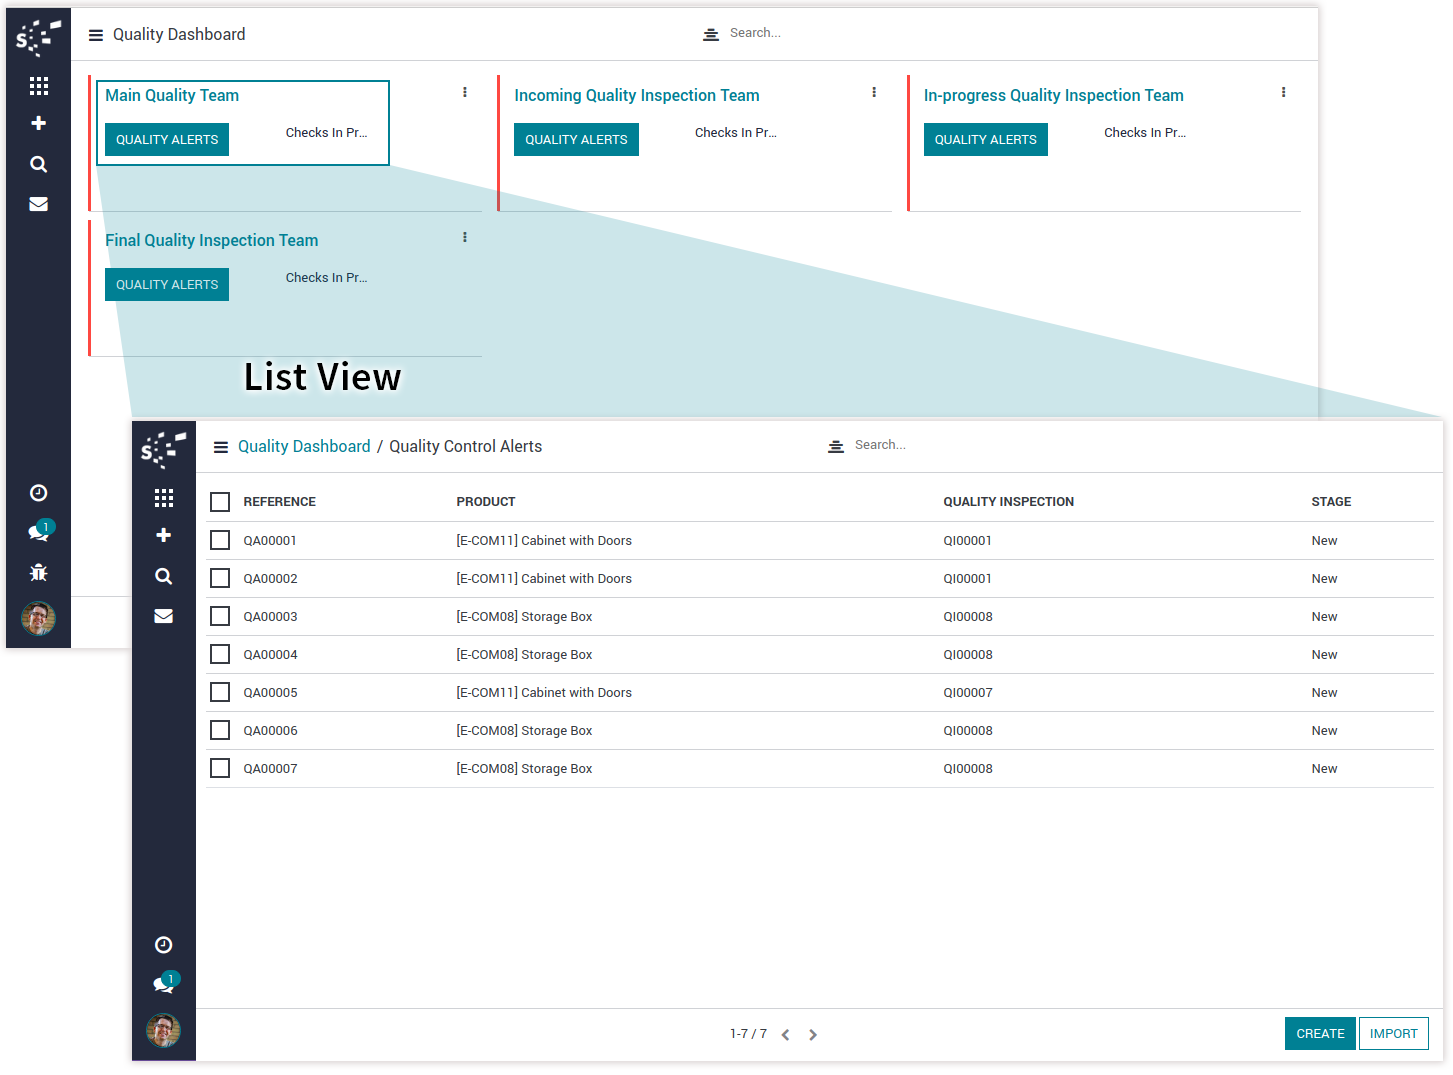 Quality Dashboard
Search...
Main Quality Team
QUALITY ALERTS
Checks In Pr...
Incoming Quality Inspection Team
QUALITY ALERTS
Checks In Pr...
In-progress Quality Inspection Team
QUALITY ALERTS
Checks In Pr...
Final Quality Inspection Team
QUALITY ALERTS
Checks In Pr...
1
List View
Quality Dashboard / Quality Control Alerts
Search...
REFERENCE PRODUCT QUALITY INSPECTION STAGE
QA00001 [E-COM11] Cabinet with Doors QI00001 New
QA00002 [E-COM11] Cabinet with Doors QI00001 New
QA00003 [E-COM08] Storage Box QI00008 New
QA00004 [E-COM08] Storage Box QI00008 New
QA00005 [E-COM11] Cabinet with Doors QI00007 New
QA00006 [E-COM08] Storage Box QI00008 New
QA00007 [E-COM08] Storage Box QI00008 New
1
1-7 / 7
CREATE IMPORT